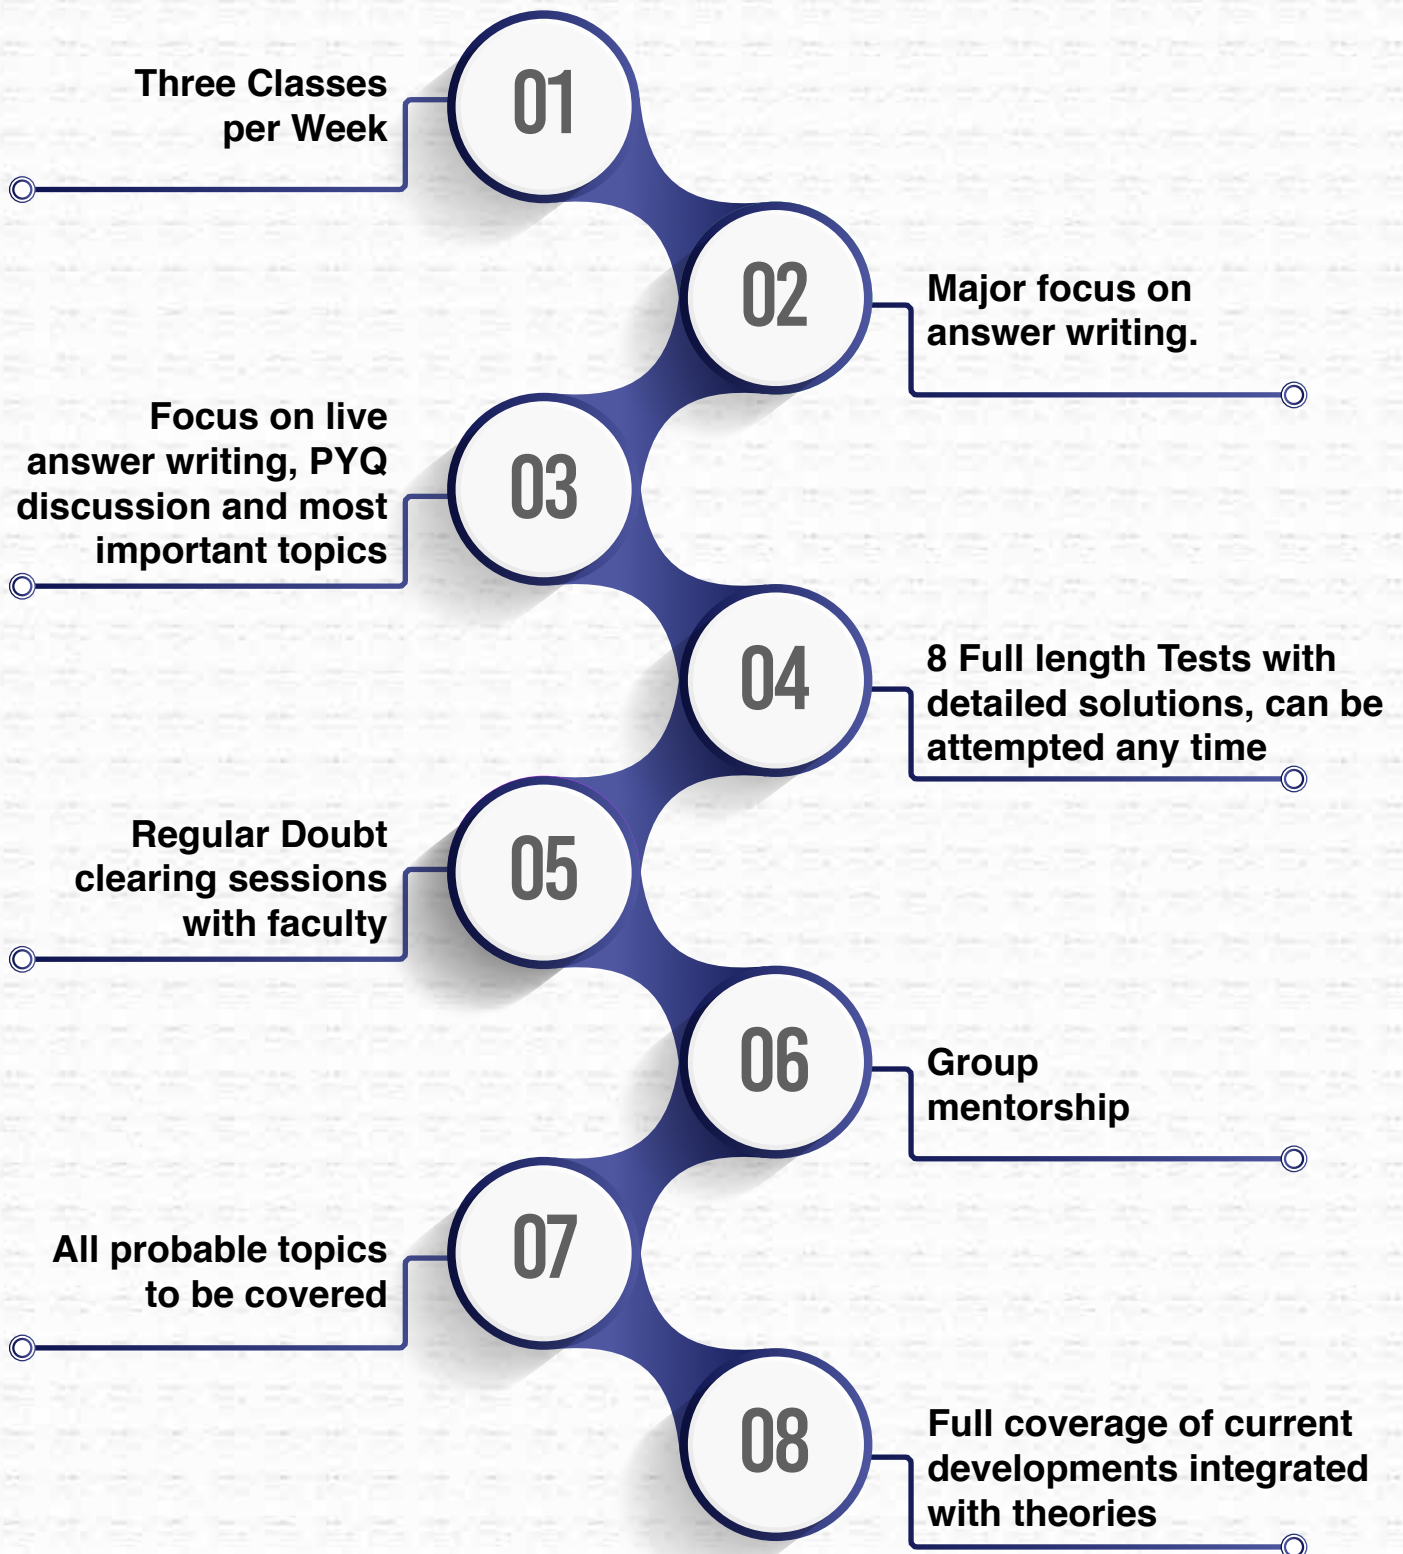 01
Three Classes
per Week
02
Major focus on
answer writing.
03
Focus on live
answer writing, PYQ
discussion and most
important topics
04
8 Full length Tests with
detailed solutions, can be
attempted any time
05
Regular Doubt
clearing sessions
with faculty
06
Group
mentorship
07
All probable topics
to be covered
08
Full coverage of current
developments integrated
with theories